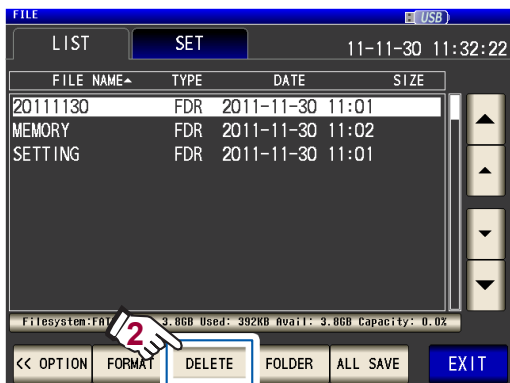 FILE USB
LIST SET 11-11-30 11:32:22
FILE NAME TYPE DATE SIZE
20111130 FDR 2011-11-30 11:01
MEMORY FDR 2011-11-30 11:02
SETTING FDR 2011-11-30 11:01
Filesystem:FAT 3.8GB Used: 392KB Avail: 3.8GB Capacity: 0.0%
2
<< OPTION FORMAT DELETE FOLDER ALL SAVE EXIT